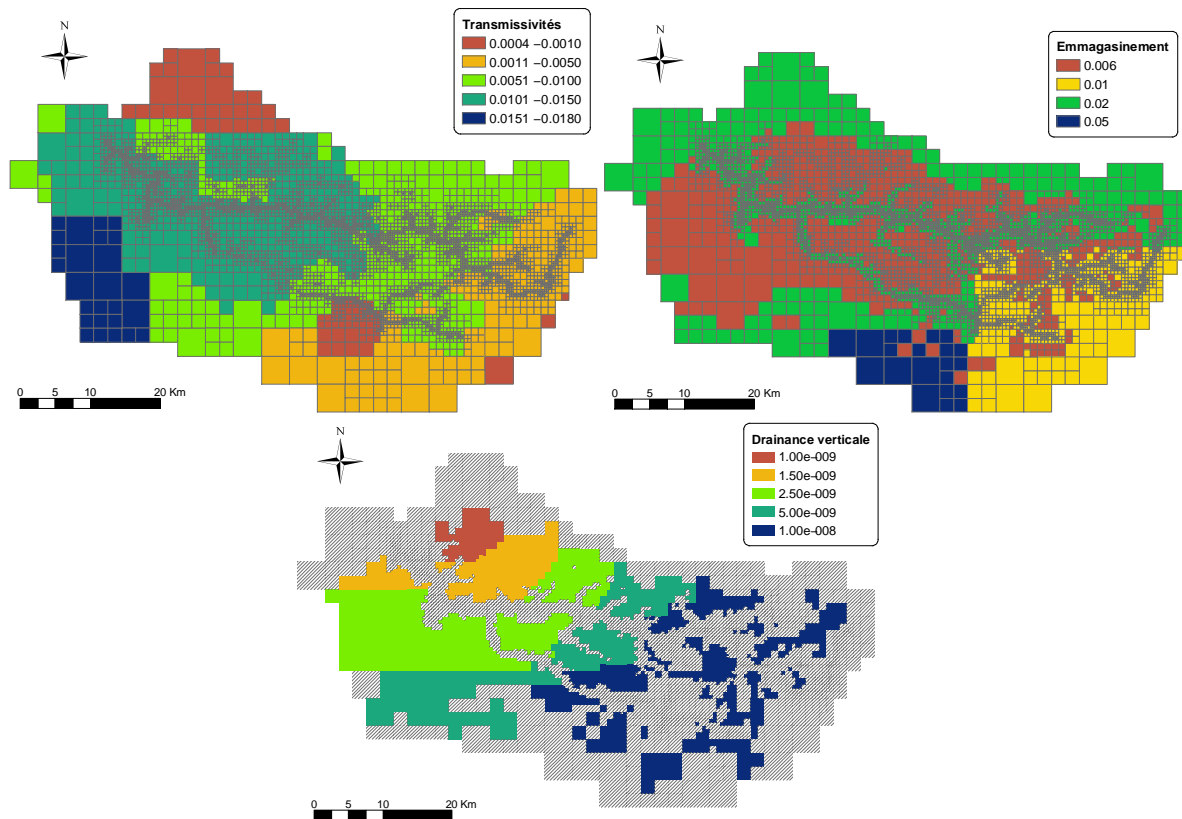 N
Transmissivités
0.0004 –0.0010
0.0011 –0.0050
0.0051 –0.0100
0.0101 –0.0150
0.0151 –0.0180
0 5 10 20 Km
N
Emmagasinement
0.006
0.01
0.02
0.05
0 5 10 20 Km
N
Drainance verticale
1.00e-009
1.50e-009
2.50e-009
5.00e-009
1.00e-008
0 5 10 20 Km